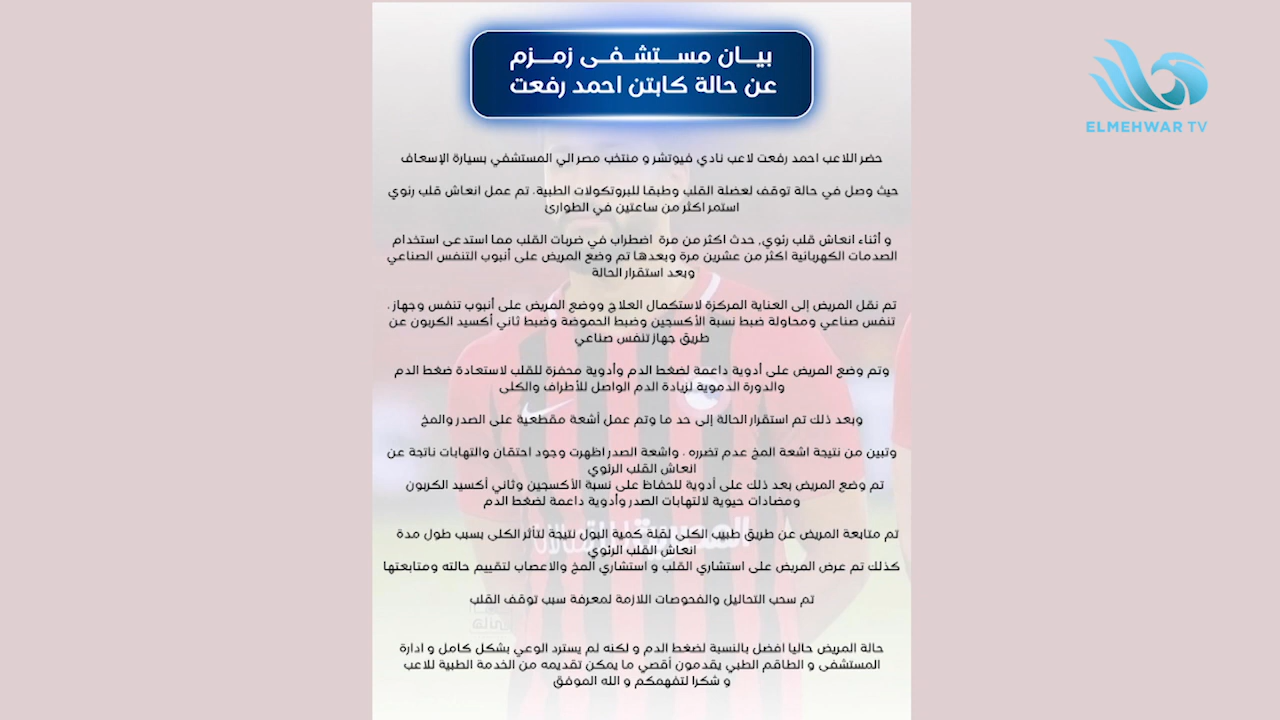 بيـان مستـشـفـى زمـزم
عن حالة كابتن احمد رفعت
ELMEHWAR TV
حضر اللاعب احمد رفعت لاعب نادي فيوتشر و منتخب مصر الي المستشفي بسيارة الإسعاف
حيث وصل في حالة توقف لعضلة القلب وطبقا للبروتكولات الطبية، تم عمل انعاش قلب رئوي
استمر اكثر من ساعتين في الطوارئ
و أثناء انعاش قلب رئوي, حدث اكثر من مرة اضطراب في ضربات القلب مما استدعى استخدام
الصدمات الكهربائية اكثر من عشرين مرة وبعدها تم وضع المريض على أنبوب التنفس الصناعي
وبعد استقرار الحالة
تم نقل المريض إلى العناية المركزة لاستكمال العلاج ووضع المريض على أنبوب تنفس وجهاز .
تنفس صناعي ومحاولة ضبط نسبة الأكسجين وضبط الحموضة وضبط ثاني أكسيد الكربون عن
طريق جهاز تنفس صناعي
وتم وضع المريض على أدوية داعمة لضغط الدم وأدوية محفزة للقلب لاستعادة ضغط الدم
والدورة الدموية لزيادة الدم الواصل للأطراف والكلى
وبعد ذلك تم استقرار الحالة إلى حد ما وتم عمل أشعة مقطعية على الصدر والمخ
وتبين من نتيجة اشعة المخ عدم تضرره . واشعة الصدر اظهرت وجود احتقان والتهابات ناتجة عن
انعاش القلب الرئوي
تم وضع المريض بعد ذلك على أدوية للحفاظ على نسبة الأكسجين وثاني أكسيد الكربون
ومضادات حيوية لالتهابات الصدر وأدوية داعمة لضغط الدم
تم متابعة المريض عن طريق طبيب الكلى لقلة كمية البول نتيجة لتأثر الكلى بسبب طول مدة
انعاش القلب الرئوي
كذلك تم عرض المريض على استشاري القلب و استشاري المخ والاعصاب لتقييم حالته ومتابعتها
تم سحب التحاليل والفحوصات اللازمة لمعرفة سبب توقف القلب
حالة المريض حاليا افضل بالنسبة لضغط الدم و لكنه لم يسترد الوعي بشكل كامل و ادارة
المستشفى و الطاقم الطبي يقدمون أقصي ما يمكن تقديمه من الخدمة الطبية للاعب
و شكرا لتفهمكم و الله الموفق